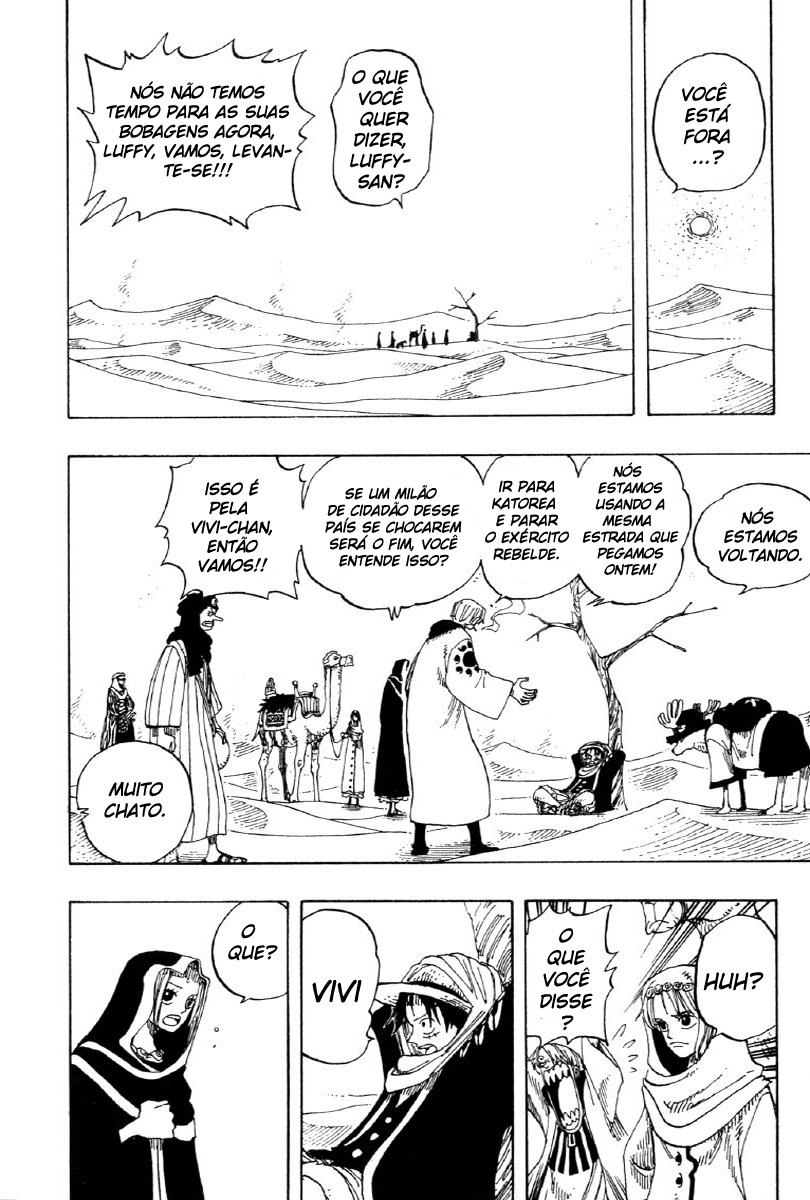 VOCÊ
ESTÁ
FORA
...?
O QUE
VOCÊ
QUER
DIZER,
LUFFY-
SAN?
NÓS NÃO TEMOS
TEMPO PARA AS SUAS
BOBAGENS AGORA,
LUFFY, VAMOS, LEVAN-
TE-SE!!!
NÓS
ESTAMOS
VOLTANDO.
NÓS
ESTAMOS
USANDO A
MESMA
ESTRADA QUE
PEGAMOS
ONTEM!
IR PARA
KATOREA
E PARAR
O EXÉRCITO
REBELDE.
SE UM MILÃO
DE CIDADÃO DESSE
PAÍS SE CHOCAREM
SERÁ O FIM, VOCÊ
ENTENDE ISSO?
ISSO É
PELA
VIVI-CHAN,
ENTÃO
VAMOS!!
MUITO
CHATO.
HUH?
O
QUE
VOCÊ
DISSE
?
VIVI
O
QUE?